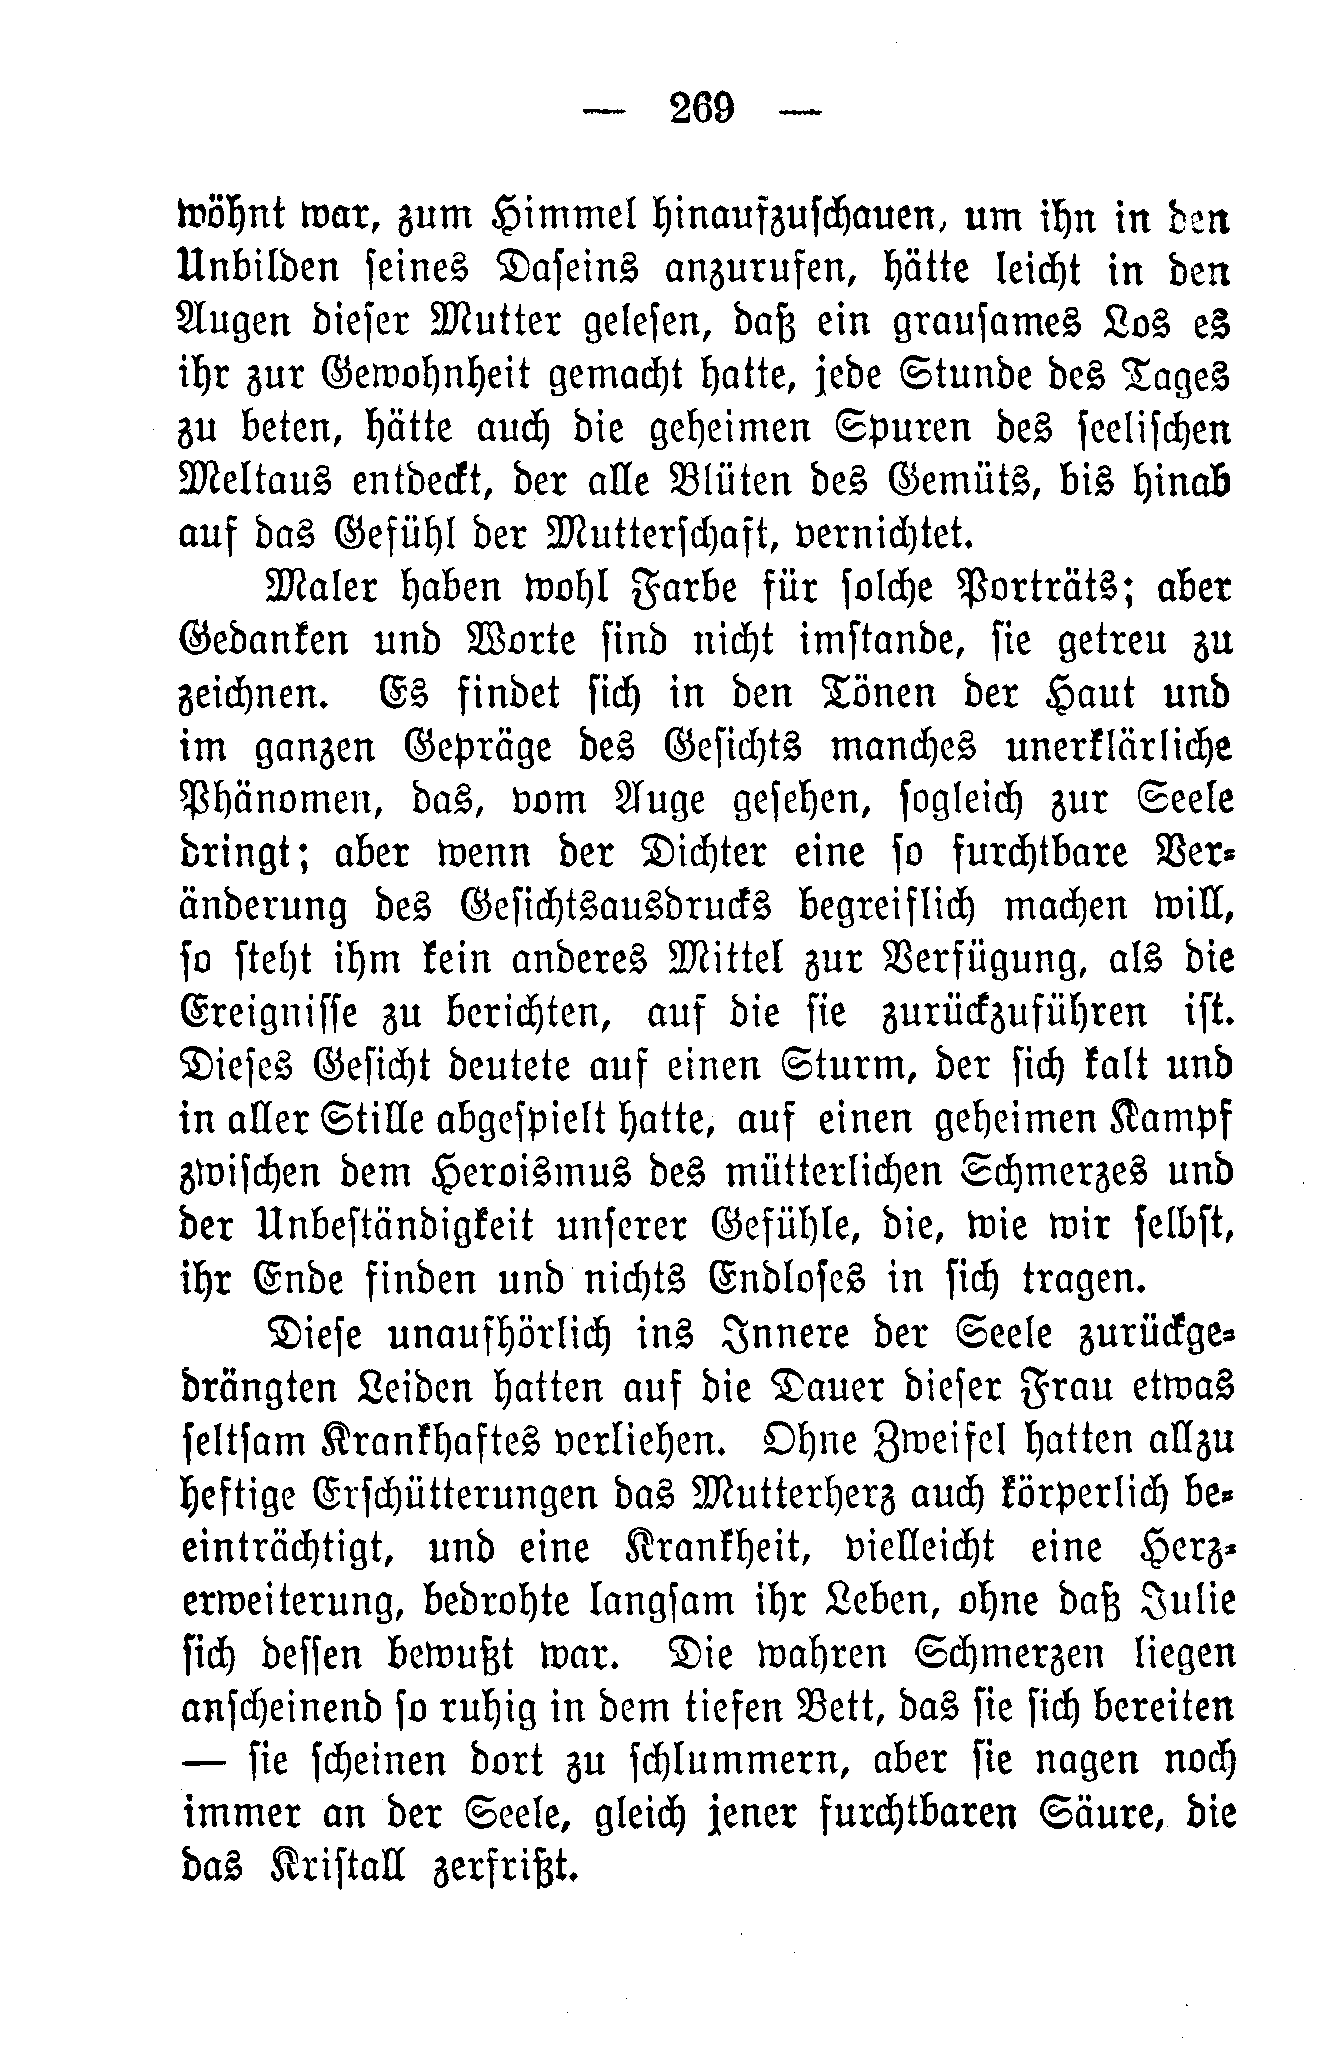 — 269 —
wöhnt war, zum Himmel hinaufzuschauen, um ihn in den
Unbilden seines Daseins anzurufen, hätte leicht in den
Augen dieser Mutter gelesen, daß ein grausames Los es
ihr zur Gewohnheit gemacht hatte, jede Stunde des Tages
zu beten, hätte auch die geheimen Spuren des seelischen
Meltaus entdeckt, der alle Blüten des Gemüts, bis hinab
auf das Gefühl der Mutterschaft, vernichtet.
Maler haben wohl Farbe für solche Porträts; aber
Gedanken und Worte sind nicht imstande, sie getreu zu
zeichnen. Es findet sich in den Tönen der Haut und
im ganzen Gepräge des Gesichts manches unerklärliche
Phänomen, das, vom Auge gesehen, sogleich zur Seele
dringt; aber wenn der Dichter eine so furchtbare Ver-
änderung des Gesichtsausdrucks begreiflich machen will,
so steht ihm kein anderes Mittel zur Verfügung, als die
Ereignisse zu berichten, auf die sie zurückzuführen ist.
Dieses Gesicht deutete auf einen Sturm, der sich kalt und
in aller Stille abgespielt hatte, auf einen geheimen Kampf
zwischen dem Heroismus des mütterlichen Schmerzes und
der Unbeständigkeit unserer Gefühle, die, wie wir selbst,
ihr Ende finden und nichts Endloses in sich tragen.
Diese unaufhörlich ins Innere der Seele zurückge-
drängten Leiden hatten auf die Dauer dieser Frau etwas
seltsam Krankhaftes verliehen. Ohne Zweifel hatten allzu
heftige Erschütterungen das Mutterherz auch körperlich be-
einträchtigt, und eine Krankheit, vielleicht eine Herz-
erweiterung, bedrohte langsam ihr Leben, ohne daß Julie
sich dessen bewußt war. Die wahren Schmerzen liegen
anscheinend so ruhig in dem tiefen Bett, das sie sich bereiten
— sie scheinen dort zu schlummern, aber sie nagen noch
immer an der Seele, gleich jener furchtbaren Säure, die
das Kristall zerfrißt.